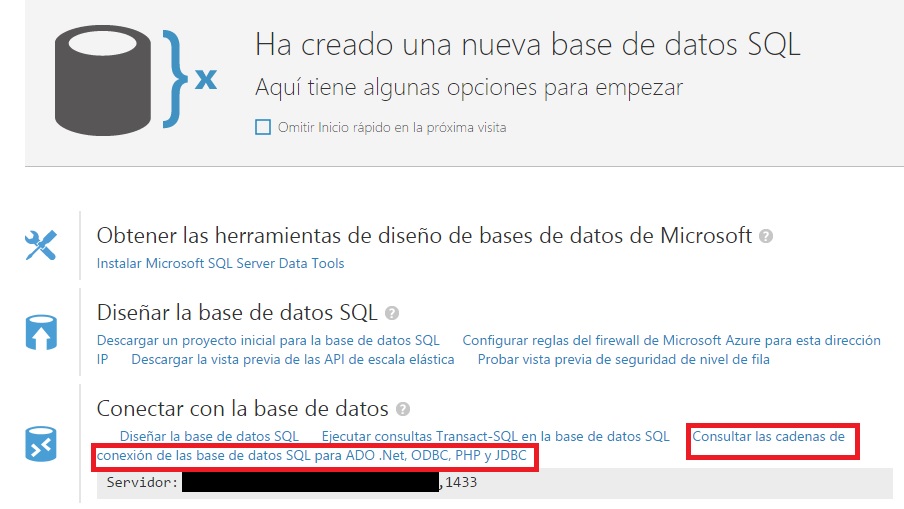 Ha creado una nueva base de datos SQL
Aquí tiene algunas opciones para empezar
Omitir Inicio rápido en la próxima visita
Obtener las herramientas de diseño de bases de datos de Microsoft ?
Instalar Microsoft SQL Server Data Tools
Diseñar la base de datos SQL ?
Descargar un proyecto inicial para la base de datos SQL Configurar reglas del firewall de Microsoft Azure para esta dirección
IP Descargar la vista previa de las API de escala elástica Probar vista previa de seguridad de nivel de fila
Conectar con la base de datos ?
Diseñar la base de datos SQL Ejecutar consultas Transact-SQL en la base de datos SQL Consultar las cadenas de
conexión de las base de datos SQL para ADO .Net, ODBC, PHP y JDBC
Servidor: ,1433